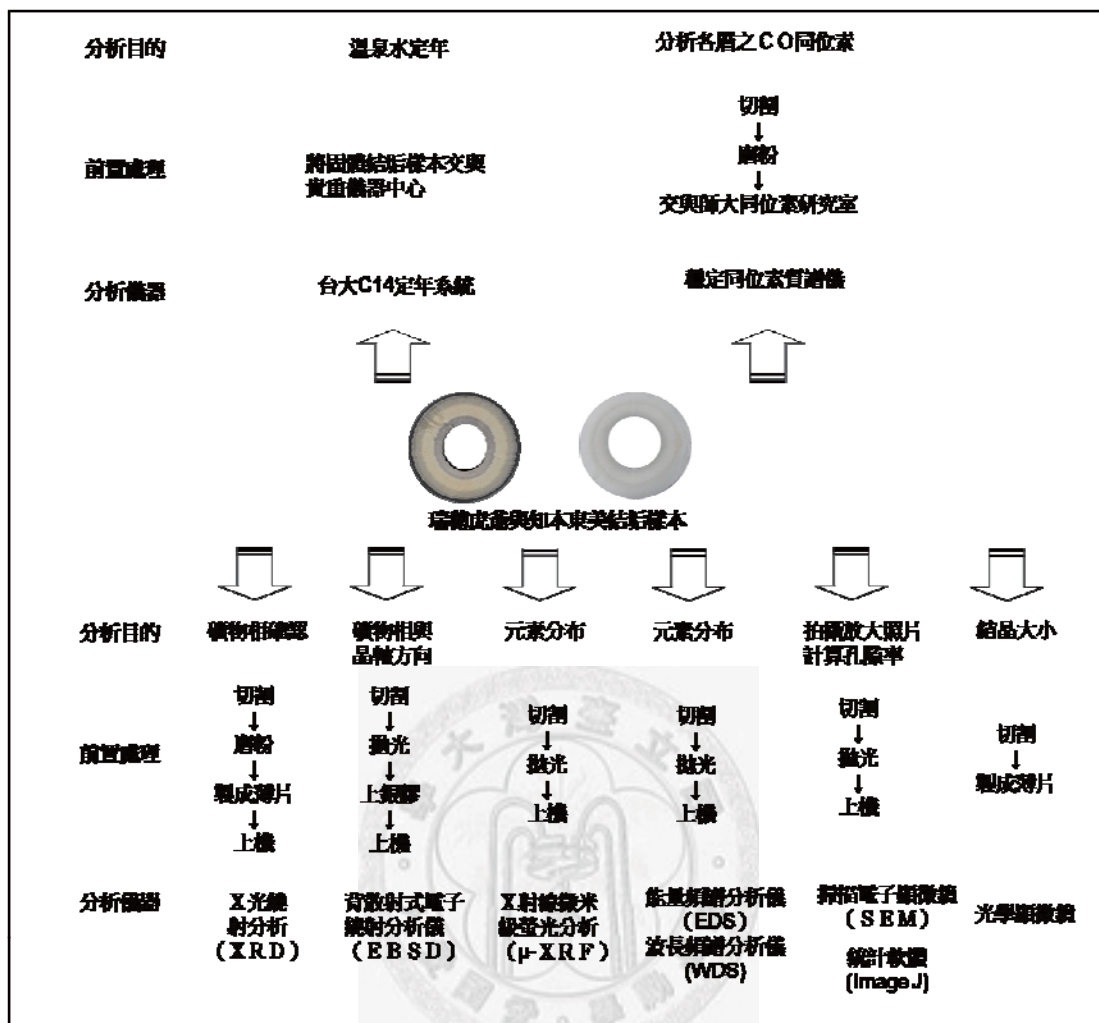 分析目的 溫泉水定年 分析各層之CO同位素
前置處理 將固體結垢樣本交與
貴重儀器中心
切割
↓
磨粉
↓
交與師大同位素研究室
分析儀器 台大C14定年系統 穩定同位素質譜儀
瑞穗虎爺與知本東美結垢樣本
分析目的 礦物相確認 礦物相與
晶軸方向
元素分布 元素分布 拍攝放大照片
計算孔隙率
結晶大小
前置處理
切割
↓
磨粉
↓
製成薄片
↓
上機
切割
↓
拋光
↓
上銀膠
↓
上機
切割
↓
拋光
↓
上機
切割
↓
拋光
↓
上機
切割
↓
拋光
↓
上機
切割
↓
製成薄片
分析儀器
X光繞
射分析
(XRD)
背散射式電子
繞射分析儀
(EBSD)
X射線微米
級螢光分析
(μ-XRF)
能量頻譜分析儀
(EDS)
波長頻譜分析儀
(WDS)
掃描電子顯微鏡
(SEM)
統計軟體
(ImageJ)
光學顯微鏡